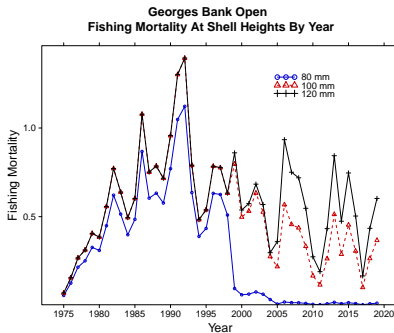 Georges Bank Open
Fishing Mortality At Shell Heights By Year
80 mm
100 mm
120 mm
1.0
0.5
Fishing Mortality
1975 1980 1985 1990 1995 2000 2005 2010 2015 2020
Year